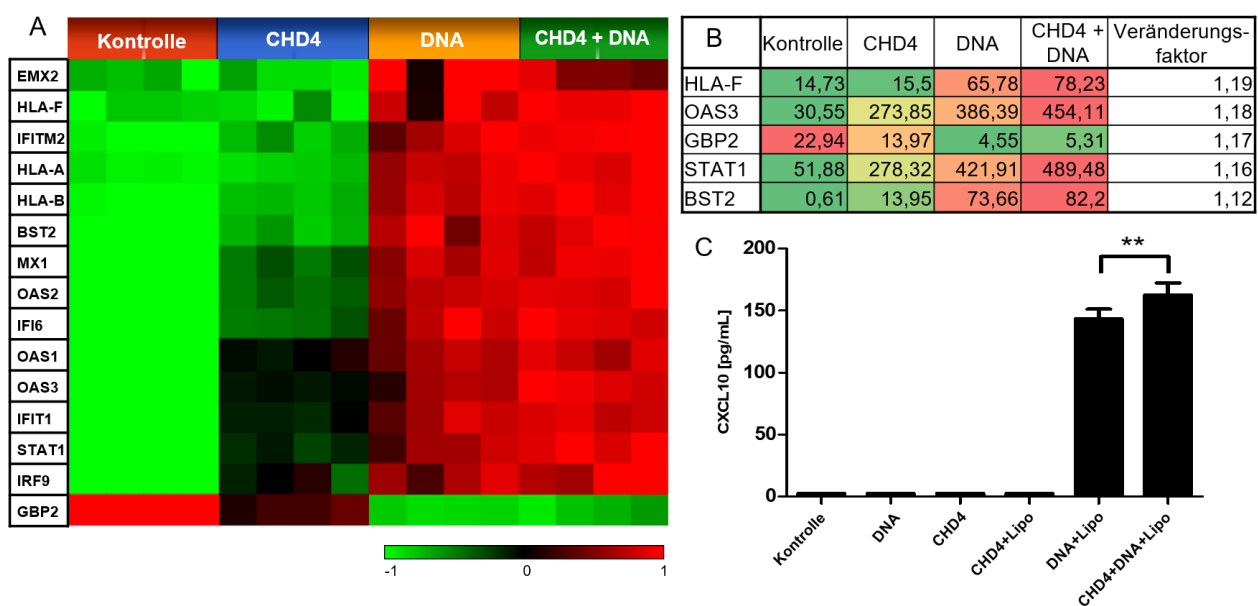 A
Kontrolle CHD4 DNA CHD4 + DNA
EMX2
HLA-F
IFITM2
HLA-A
HLA-B
BST2
MX1
OAS2
IFI6
OAS1
OAS3
IFIT1
STAT1
IRF9
GBP2
-1 0 1
B Kontrolle CHD4 DNA CHD4 + Veränderungs-
DNA faktor
HLA-F 14,73 15,5 65,78 78,23 1,19
OAS3 30,55 273,85 386,39 454,11 1,18
GBP2 22,94 13,97 4,55 5,31 1,17
STAT1 51,88 278,32 421,91 489,48 1,16
BST2 0,61 13,95 73,66 82,2 1,12
C
**
CXCL10 [pg/mL]
200
150
100
50
0
Kontrolle
DNA
CHD4
CHD4+Lipo
DNA+Lipo
CHD4+DNA+Lipo